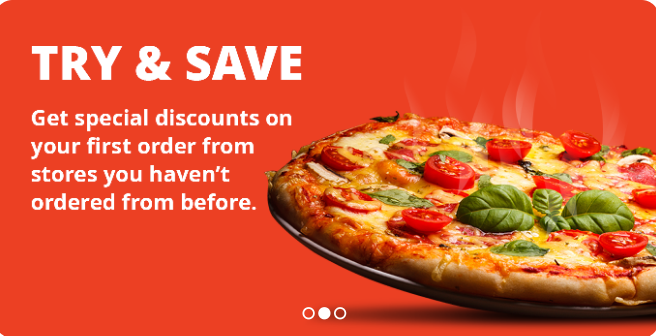 TRY & SAVE
Get special discounts on
your first order from
stores you haven’t
ordered from before.